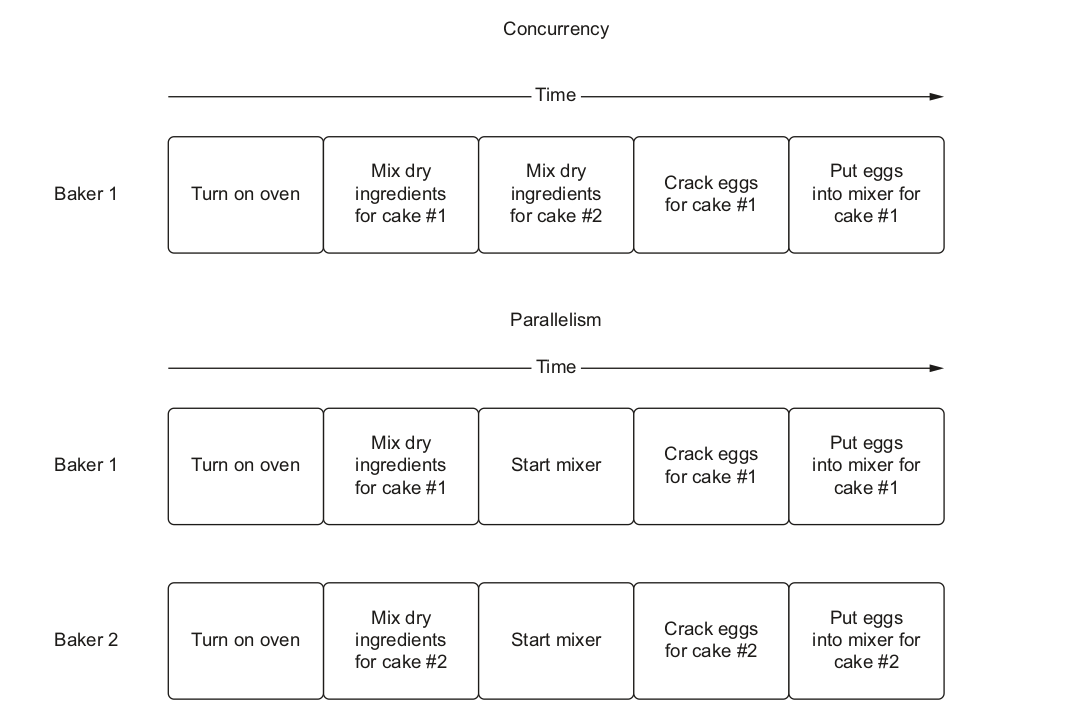 Concurrency
Time
Baker 1
Turn on oven
Mix dry
ingredients
for cake #1
Mix dry
ingredients
for cake #2
Crack eggs
for cake #1
Put eggs
into mixer for
cake #1
Parallelism
Time
Baker 1
Turn on oven
Mix dry
ingredients
for cake #1
Start mixer
Crack eggs
for cake #1
Put eggs
into mixer for
cake #1
Baker 2
Turn on oven
Mix dry
ingredients
for cake #2
Start mixer
Crack eggs
for cake #2
Put eggs
into mixer for
cake #2